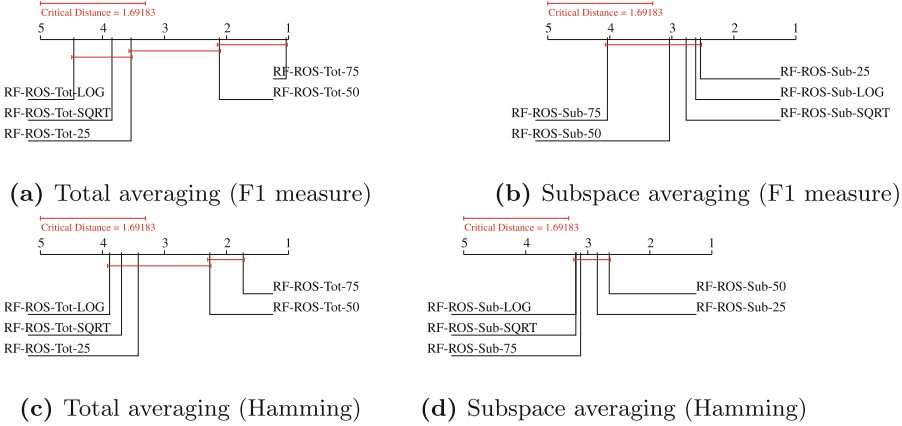 Critical Distance = 1.69183
5 4 3 2 1
RF-ROS-Tot-75
RF-ROS-Tot-LOG
RF-ROS-Tot-50
RF-ROS-Tot-SQRT
RF-ROS-Tot-25
(a) Total averaging (F1 measure)
Critical Distance = 1.69183
5 4 3 2 1
RF-ROS-Sub-25
RF-ROS-Sub-LOG
RF-ROS-Sub-75
RF-ROS-Sub-SQRT
RF-ROS-Sub-50
(b) Subspace averaging (F1 measure)
Critical Distance = 1.69183
5 4 3 2 1
RF-ROS-Tot-75
RF-ROS-Tot-LOG
RF-ROS-Tot-50
RF-ROS-Tot-SQRT
RF-ROS-Tot-25
(c) Total averaging (Hamming)
Critical Distance = 1.69183
5 4 3 2 1
RF-ROS-Sub-50
RF-ROS-Sub-LOG
RF-ROS-Sub-25
RF-ROS-Sub-SQRT
RF-ROS-Sub-75
(d) Subspace averaging (Hamming)